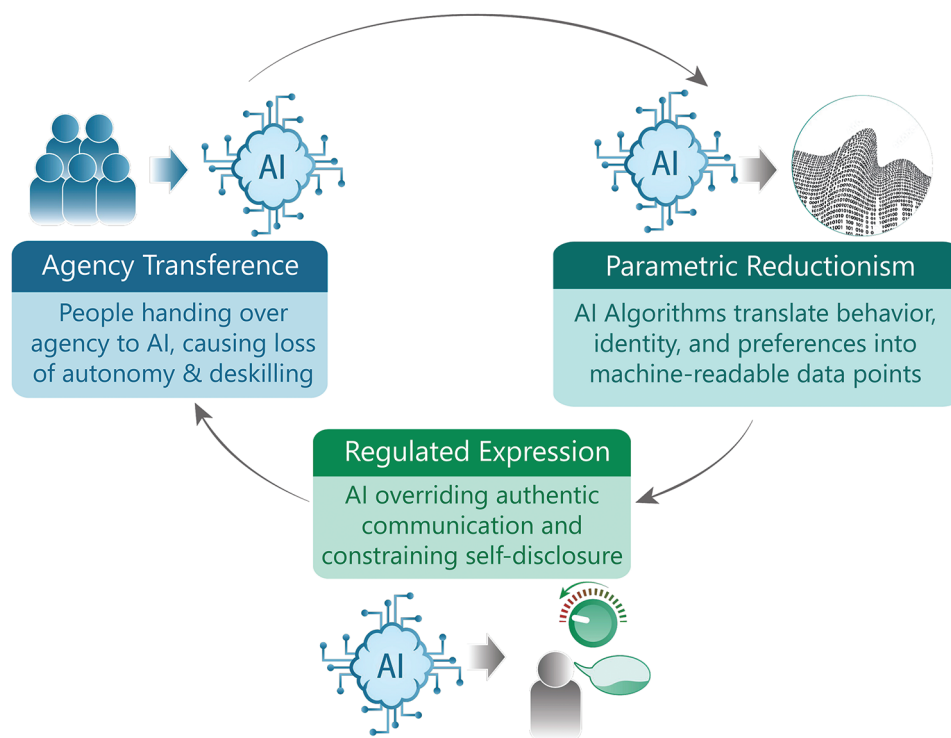 AI
AI
Agency Transference
People handing over
agency to AI, causing loss
of autonomy & deskilling
Parametric Reductionism
AI Algorithms translate behavior,
identity, and preferences into
machine-readable data points
Regulated Expression
AI overriding authentic
communication and
constraining self-disclosure
AI